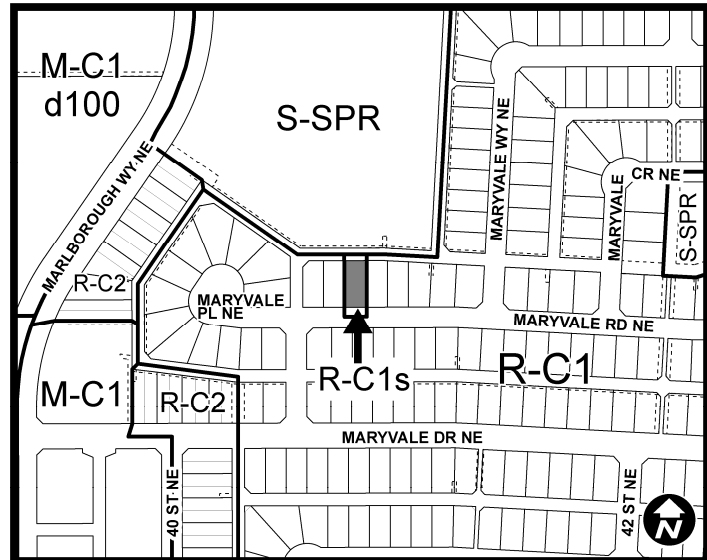 M-C1
d100
S-SPR
MARLBOROUGH WY NE
MARYVALE WY NE
MARYVALE
CR NE
S-SPR
R-C2
MARYVALE
PL NE
MARYVALE RD NE
R-C1s
R-C1
M-C1
R-C2
MARYVALE DR NE
40 ST NE
42 ST NE
N